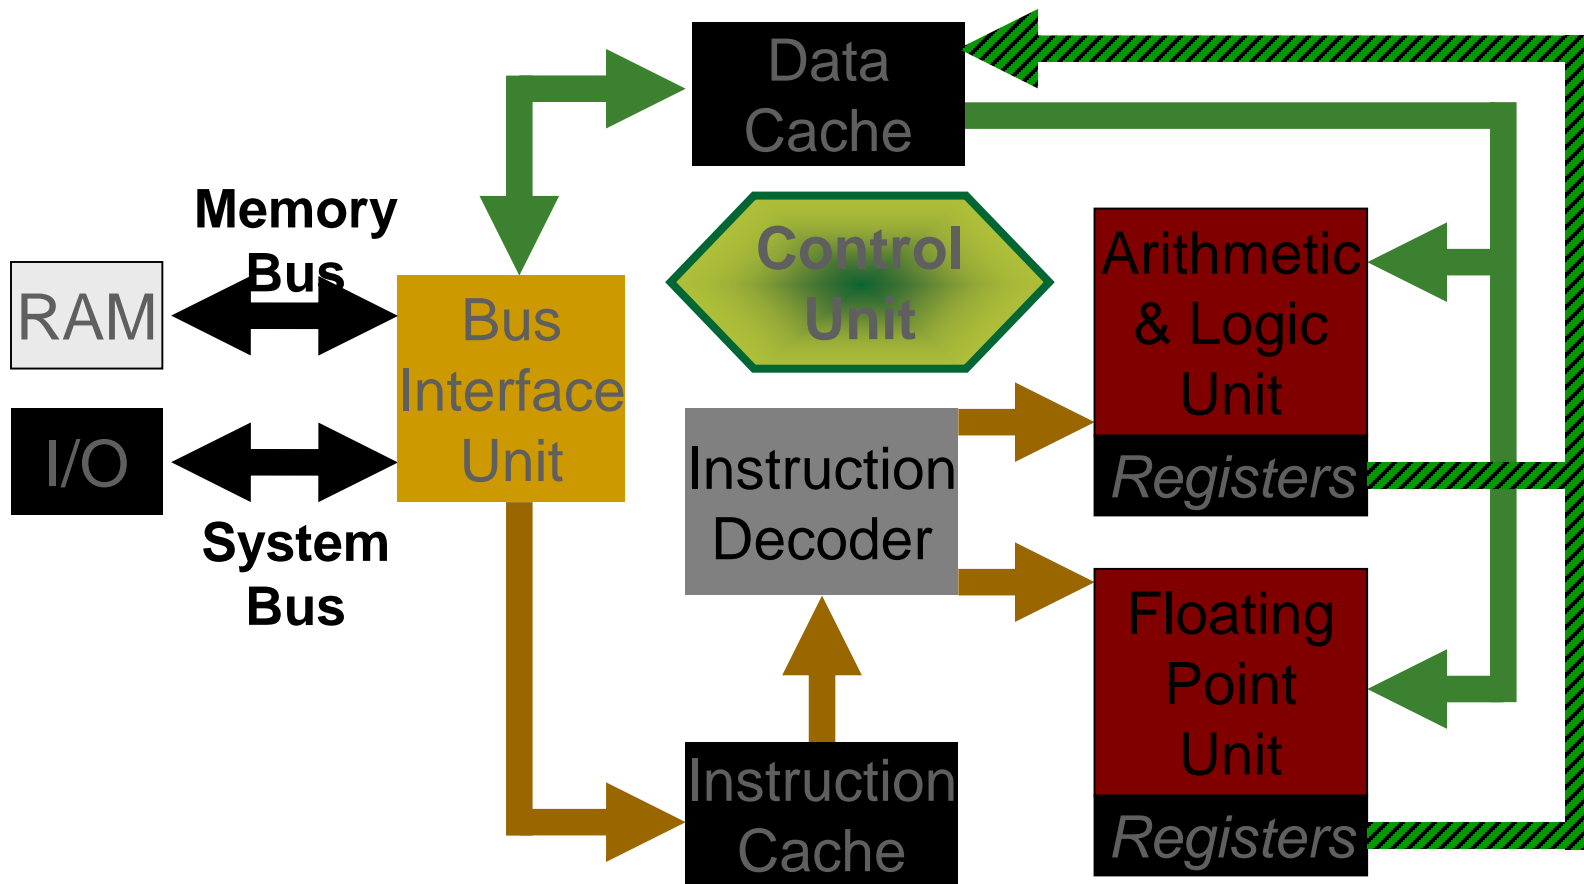 Data
Cache
Memory
Bus
Control
Unit
Arithmetic
& Logic
Unit
Registers
RAM
Bus
Interface
Unit
I/O
System
Bus
Instruction
Decoder
Floating
Point
Unit
Registers
Instruction
Cache